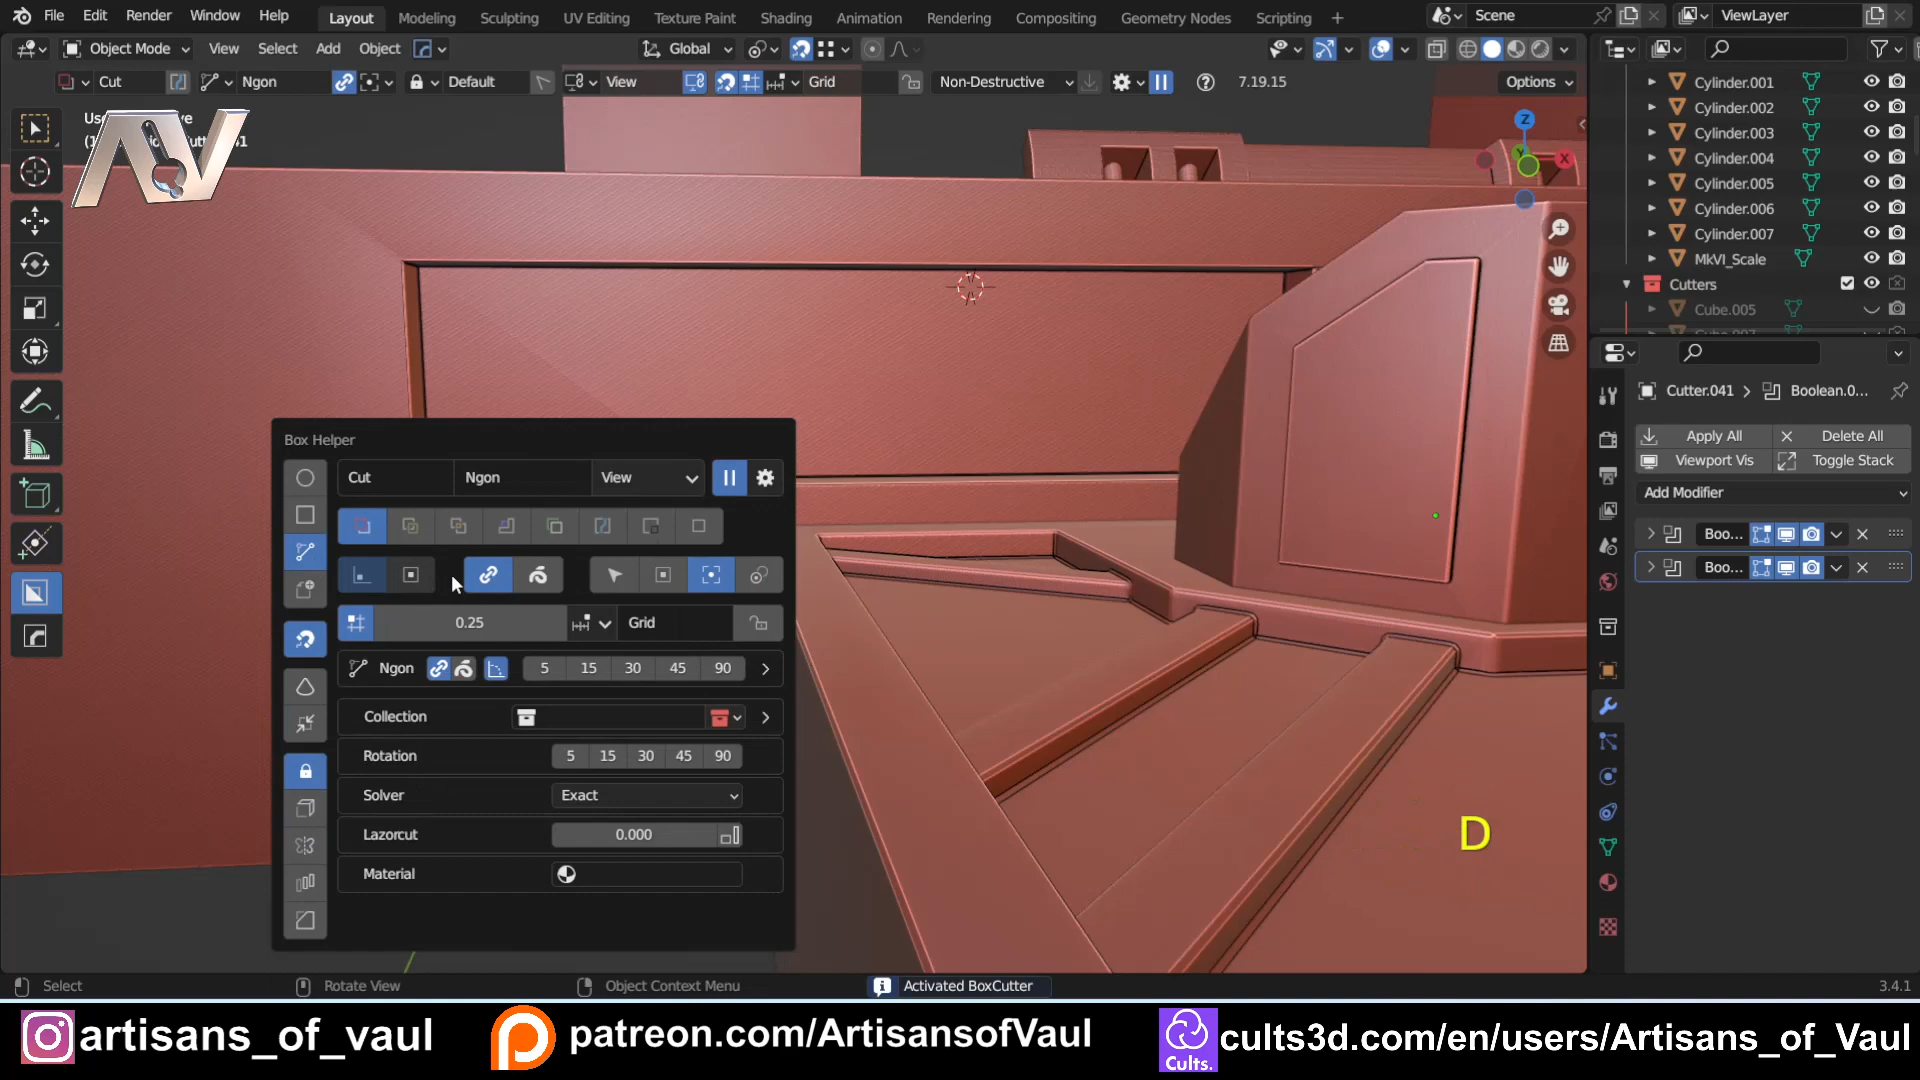 File Edit Render Window Help Layout Modeling Sculpting UV Editing Texture Paint Shading Animation Rendering Compositing Geometry Nodes Scripting + Scene ViewLayer
Object Mode View Select Add Object Global
Cut Ngon Default View Grid Non-Destructive 7.19.15 Options
Cylinder.001
Cylinder.002
Cylinder.003
Cylinder.004
Cylinder.005
Cylinder.006
Cylinder.007
MkVI_Scale
Cutters
Cube.005
AV
Z
Y
X
Cutter.041 > Boolean.0...
Apply All Delete All
Viewport Vis Toggle Stack
Add Modifier
Boo...
Boo...
Box Helper
Cut Ngon View
0.25 Grid
Ngon 5 15 30 45 90
Collection
Rotation 5 15 30 45 90
Solver Exact
Lazorcut 0.000
Material
D
Select Rotate View Object Context Menu Activated BoxCutter 3.4.1
artisans_of_vaul patreon.com/ArtisansofVaul Cults. cults3d.com/en/users/Artisans_of_Vaul